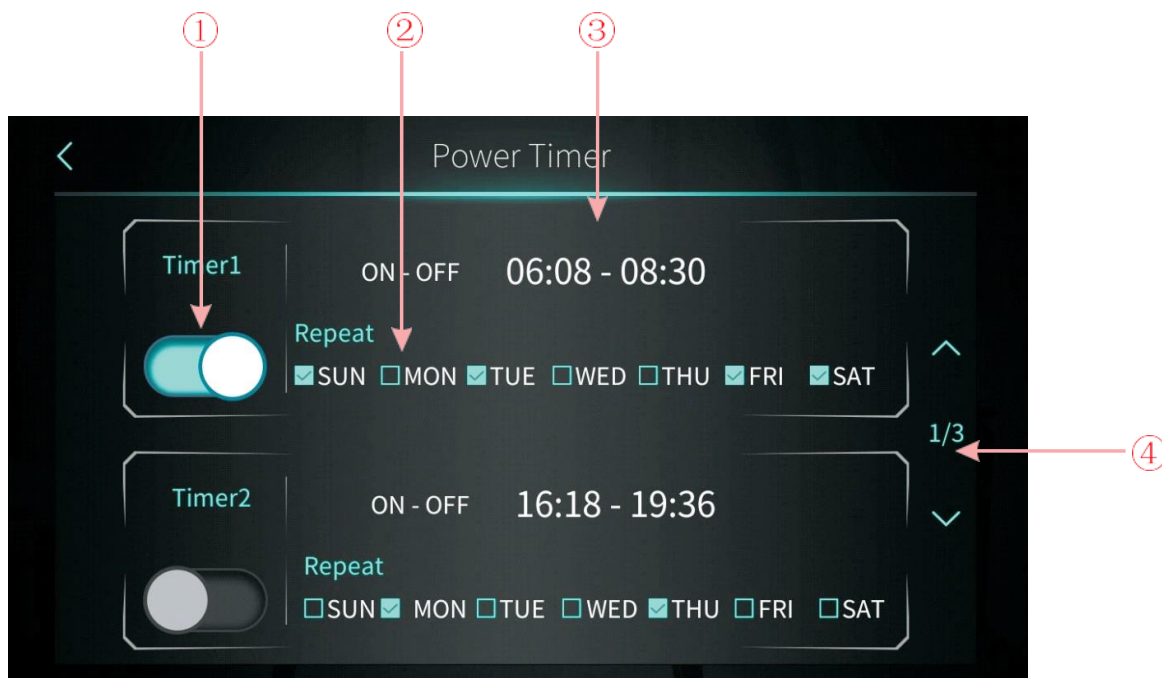 ① ② ③
Power Timer
Timer1
ON - OFF 06:08 - 08:30
Repeat
SUN MON TUE WED THU FRI SAT
1/3
④
Timer2
ON - OFF 16:18 - 19:36
Repeat
SUN MON TUE WED THU FRI SAT